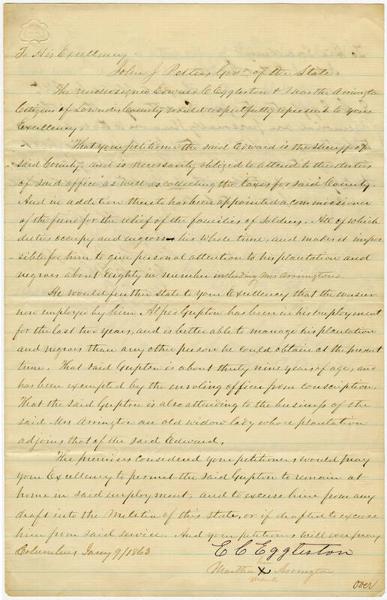 To His Excellency
John J Pettus Govr of the State.
The undersigned Edward C Eggleston & Martha Arrington
Citizens of Lowndes County would respectfully represent to your
Excellency.
That your petitioner the said Edward is the sheriff of
said County and is necessarily obliged to attend to the duties
of said office as well as collecting the taxes for said County
And in addition thereto has been appointed a commissioner
of the fund for the relief of the families of soldiers. All of which
duties occupy and engross his whole time and makes it impos
sible for him to give personal attention to his plantation and
negroes about eighty in number including Mrs Arringtons
He would further state to your Excellency that the overseer
now employed by him Gupton has been in his employment
for the last two years, and is better able to manage his plantation
and negroes than any other person he could obtain at the present
time. That said Gupton is about thirty nine years of age, and
has been exempted by the enrolling officer from conscription.
That the said Gupton is also attending to the business of the
said Mrs Arrington an old widow lady whose plantation
adjoins that of the said Edward.
The premises considered your petitioners would pray
your Excellency to permit the said Gupton to remain at
home in said employment and to excuse him from any
draft into the Militia of this State, or if drafted to excuse
him from said service. And your petitioners will ever pray
Columbus Jany 9/1863
E C Eggleston
Martha X Arrington
mark
over